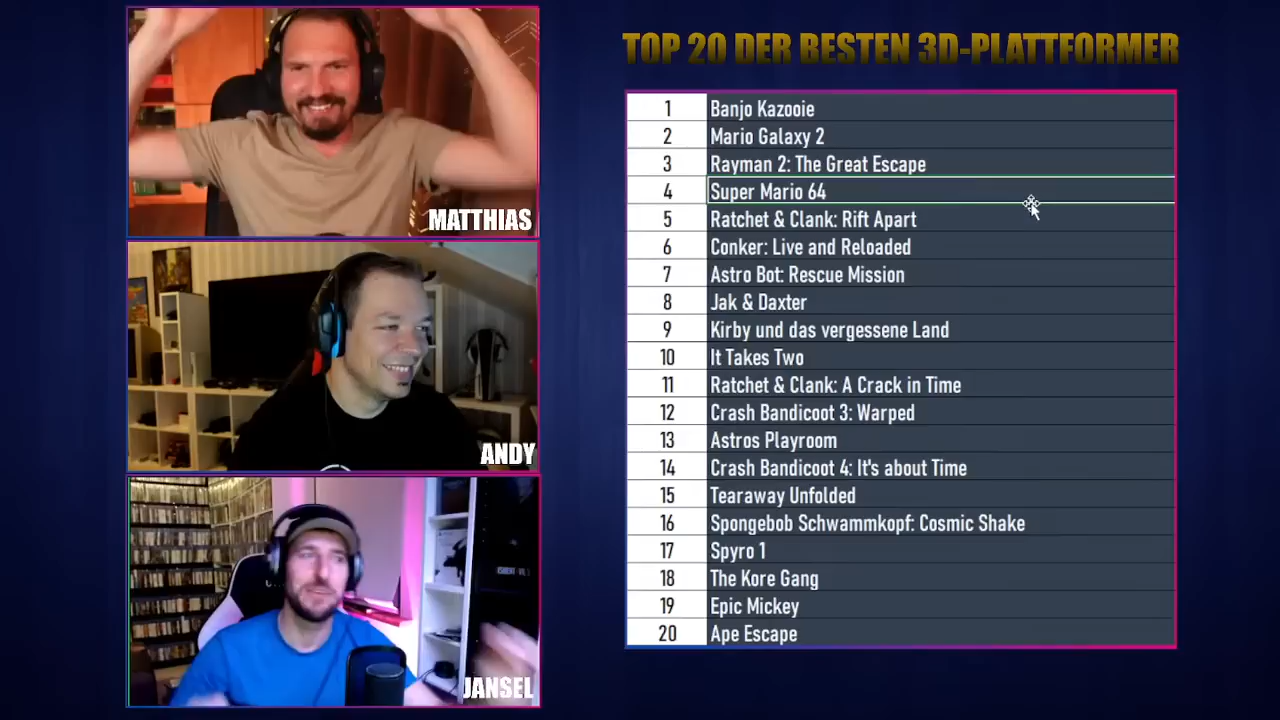 TOP 20 DER BESTEN 3D-PLATTFORMER
MATTHIAS
ANDY
JANSEL
1 Banjo Kazooie
2 Mario Galaxy 2
3 Rayman 2: The Great Escape
4 Super Mario 64
5 Ratchet & Clank: Rift Apart
6 Conker: Live and Reloaded
7 Astro Bot: Rescue Mission
8 Jak & Daxter
9 Kirby und das vergessene Land
10 It Takes Two
11 Ratchet & Clank: A Crack in Time
12 Crash Bandicoot 3: Warped
13 Astros Playroom
14 Crash Bandicoot 4: It's about Time
15 Tearaway Unfolded
16 Spongebob Schwammkopf: Cosmic Shake
17 Spyro 1
18 The Kore Gang
19 Epic Mickey
20 Ape Escape